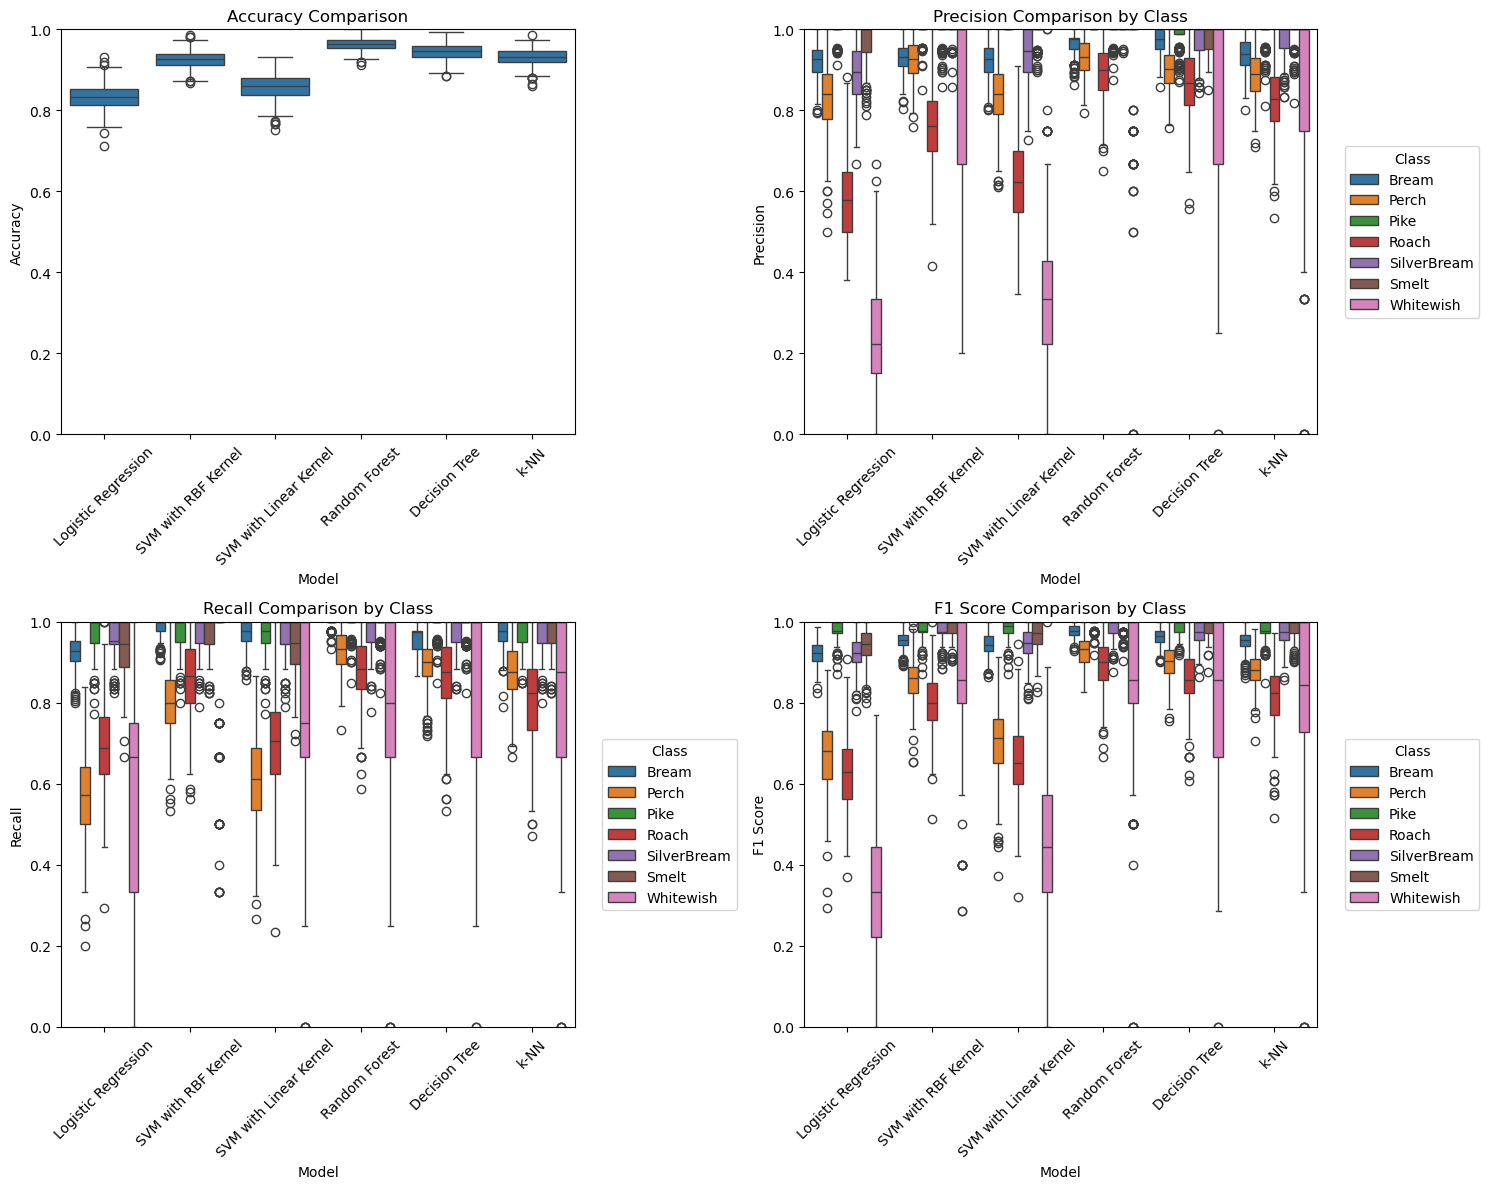 Accuracy Comparison
1.0
0.8
0.6
0.4
0.2
0.0
Accuracy
Logistic Regression
SVM with RBF Kernel
SVM with Linear Kernel
Random Forest
Decision Tree
k-NN
Model
Precision Comparison by Class
1.0
0.8
0.6
0.4
0.2
0.0
Precision
Logistic Regression
SVM with RBF Kernel
SVM with Linear Kernel
Random Forest
Decision Tree
k-NN
Model
Class
Bream
Perch
Pike
Roach
SilverBream
Smelt
Whitewish
Recall Comparison by Class
1.0
0.8
0.6
0.4
0.2
0.0
Recall
Logistic Regression
SVM with RBF Kernel
SVM with Linear Kernel
Random Forest
Decision Tree
k-NN
Model
Class
Bream
Perch
Pike
Roach
SilverBream
Smelt
Whitewish
F1 Score Comparison by Class
1.0
0.8
0.6
0.4
0.2
0.0
F1 Score
Logistic Regression
SVM with RBF Kernel
SVM with Linear Kernel
Random Forest
Decision Tree
k-NN
Model
Class
Bream
Perch
Pike
Roach
SilverBream
Smelt
Whitewish